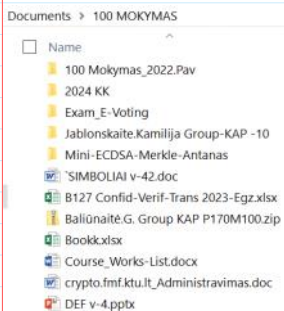 Documents > 100 MOKYMAS
Name
100 Mokymas_2022.Pav
2024 KK
Exam_E-Voting
Jablonskaite.Kamilija Group-KAP -10
Mini-ECDSA-Merkle-Antanas
`SIMBOLIAI v-42.doc
B127 Confid-Verif-Trans 2023-Egz.xlsx
Baliūnaitė.G. Group KAP P170M100.zip
Bookk.xlsx
Course_Works-List.docx
crypto.fmf.ktu.lt_Administravimas.doc
DEF v-4.pptx